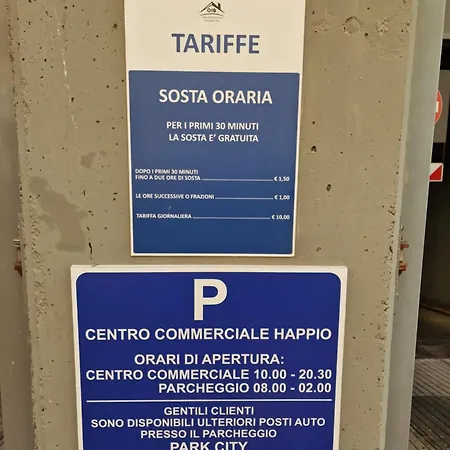 TARIFFE
SOSTA ORARIA
PER I PRIMI 30 MINUTI
LA SOSTA E' GRATUITA
DOPO I PRIMI 30 MINUTI
FINO A DUE ORE DI SOSTA ........................ € 1,50
LE ORE SUCCESSIVE O FRAZIONI ................ € 1,00
TARIFFA GIORNALIERA ........................ € 10,00
P
CENTRO COMMERCIALE HAPPIO
ORARI DI APERTURA:
CENTRO COMMERCIALE 10.00 - 20.30
PARCHEGGIO 08.00 - 02.00
GENTILI CLIENTI
SONO DISPONIBILI ULTERIORI POSTI AUTO
PRESSO IL PARCHEGGIO
PARK CITY